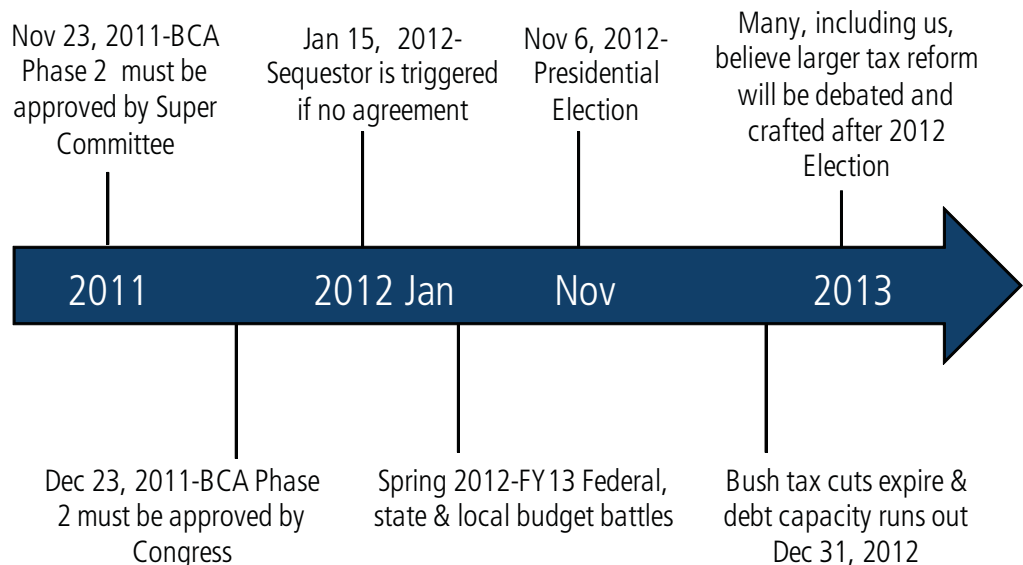 Nov 23, 2011-BCA
Phase 2 must be
approved by Super
Committee
Jan 15, 2012-
Sequestor is triggered
if no agreement
Nov 6, 2012-
Presidential
Election
Many, including us,
believe larger tax reform
will be debated and
crafted after 2012
Election
2011
2012 Jan
Nov
2013
Dec 23, 2011-BCA Phase
2 must be approved by
Congress
Spring 2012-FY13 Federal,
state & local budget battles
Bush tax cuts expire &
debt capacity runs out
Dec 31, 2012